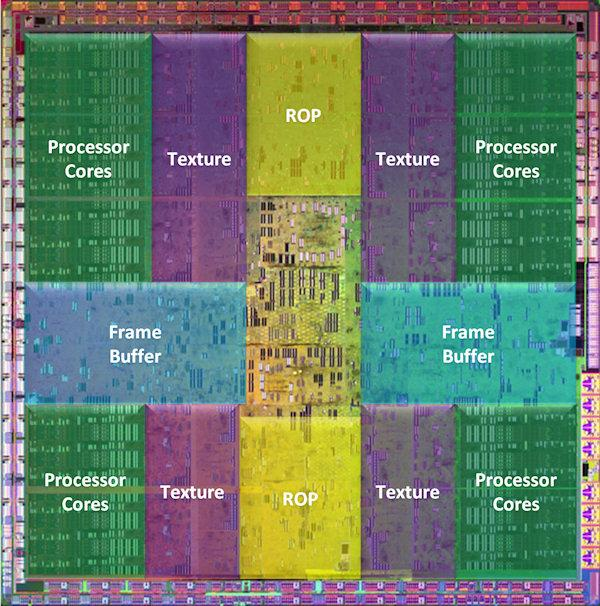 ROP
Processor
Cores
Texture
Texture
Processor
Cores
Frame
Buffer
Frame
Buffer
Processor
Cores
Texture
ROP
Texture
Processor
Cores